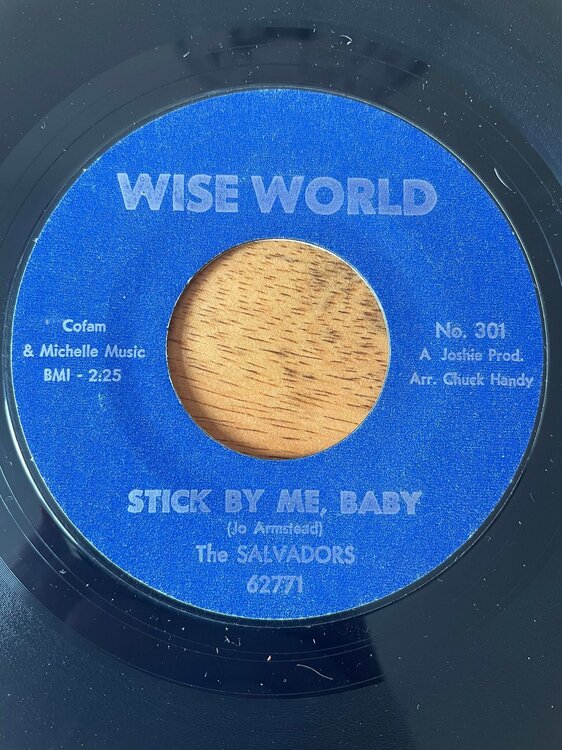 WISE WORLD
Cofam
& Michelle Music
BMI - 2:25
No. 301
A Joshie Prod.
Arr. Chuck Handy
STICK BY ME, BABY
(Jo Armstead)
The SALVADORS
62771